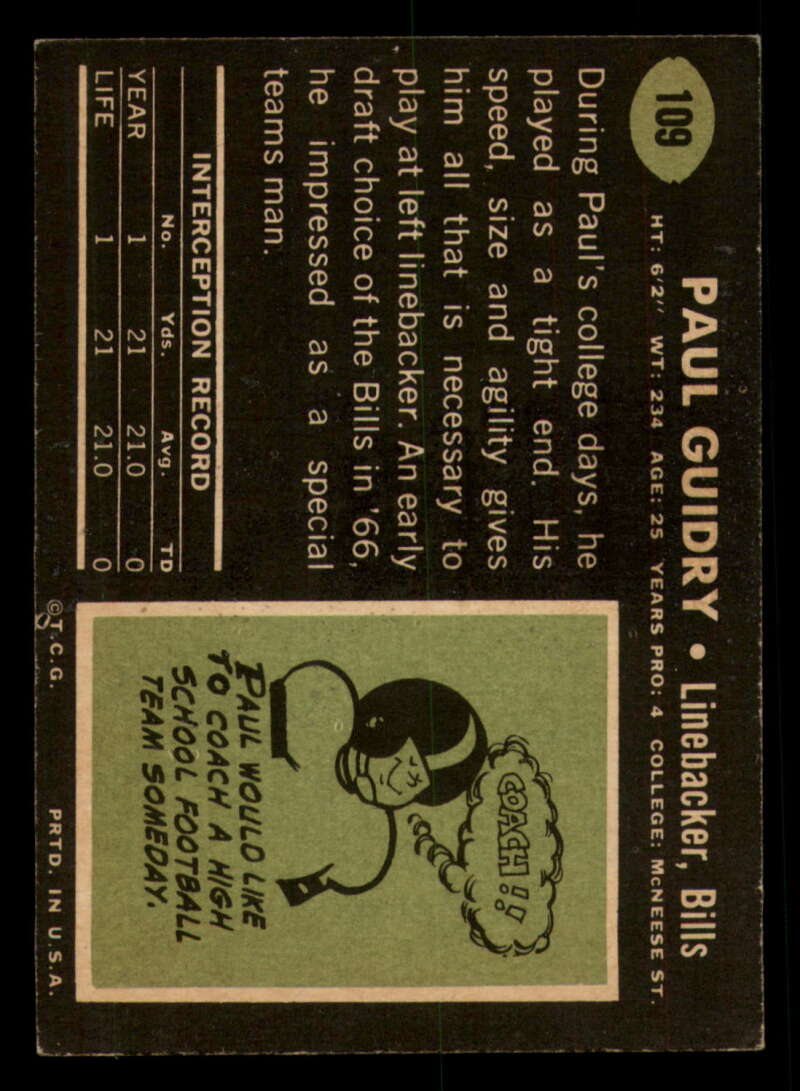 109
PAUL GUIDRY • Linebacker, Bills
HT: 6'2" WT: 234 AGE: 25 YEARS PRO: 4 COLLEGE: McNEESE ST.
During Paul's college days, he
played as a tight end. His
speed, size and agility gives
him all that is necessary to
play at left linebacker. An early
draft choice of the Bills in '66,
he impressed as a special
teams man.
INTERCEPTION RECORD
No. Yds. Avg. TD
YEAR 1 21 21.0 0
LIFE 1 21 21.0 0
COACH!!!
PAUL WOULD LIKE
TO COACH A HIGH
SCHOOL FOOTBALL
TEAM SOMEDAY.
©T.C.G. PRTD. IN U.S.A.